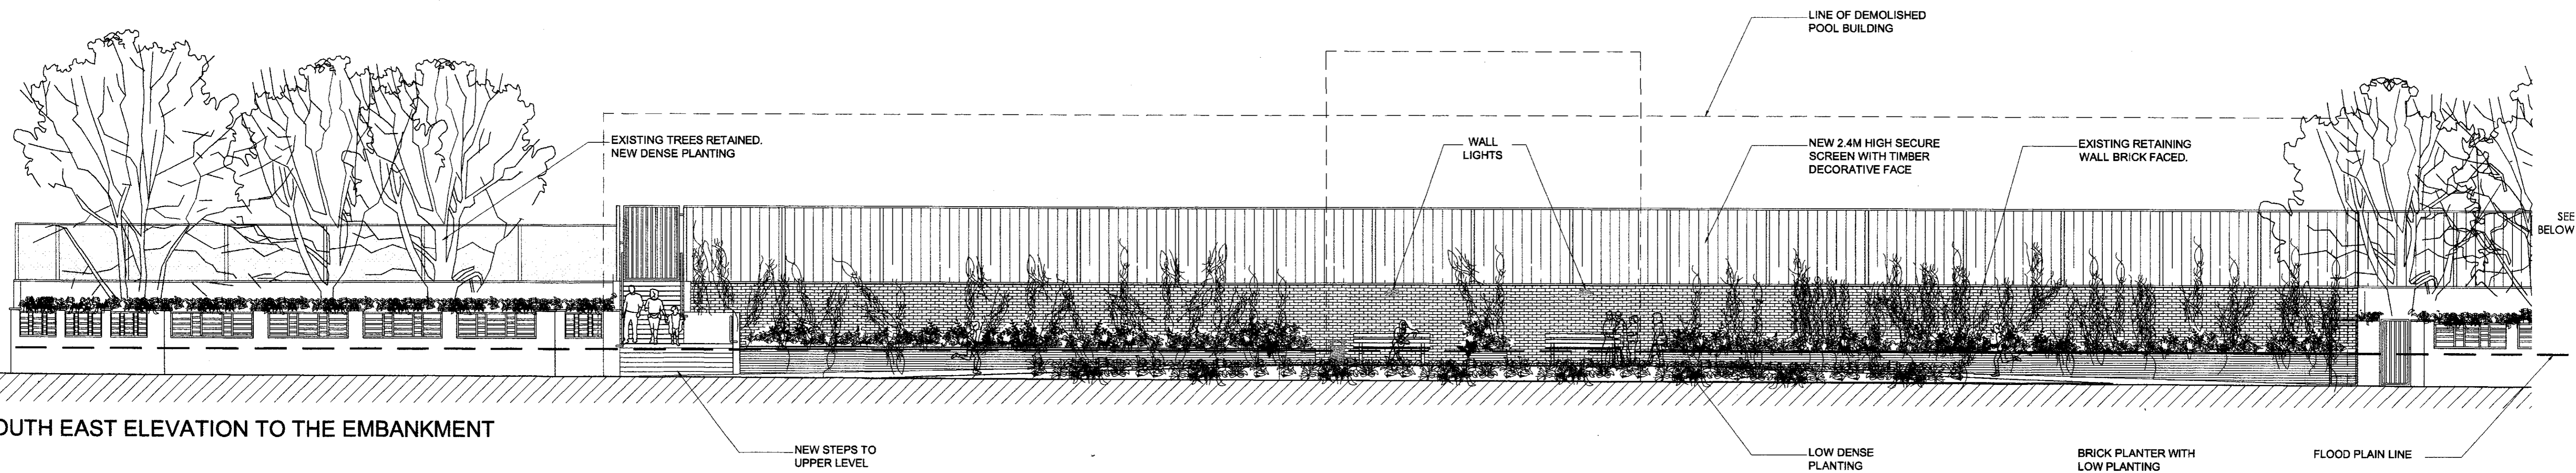 LINE OF DEMOLISHED
POOL BUILDING
EXISTING TREES RETAINED.
NEW DENSE PLANTING
WALL
LIGHTS
NEW 2.4M HIGH SECURE
SCREEN WITH TIMBER
DECORATIVE FACE
EXISTING RETAINING
WALL BRICK FACED.
SEE
BELOW
OUTH EAST ELEVATION TO THE EMBANKMENT
NEW STEPS TO
UPPER LEVEL
LOW DENSE
PLANTING
BRICK PLANTER WITH
LOW PLANTING
FLOOD PLAIN LINE